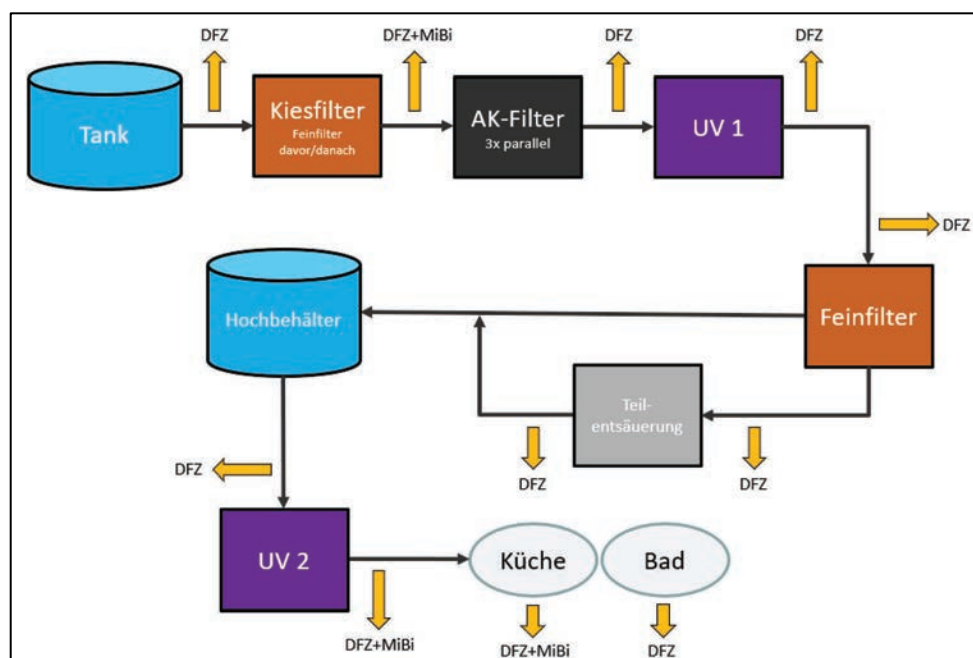 DFZ
DFZ+MiBi
DFZ
DFZ
Tank
Kiesfilter
Feinfilter
davor/danach
AK-Filter
3x parallel
UV 1
DFZ
Hochbehälter
Feinfilter
Teil-
entsäuerung
DFZ
DFZ
DFZ
UV 2
Küche
Bad
DFZ+MiBi
DFZ+MiBi
DFZ